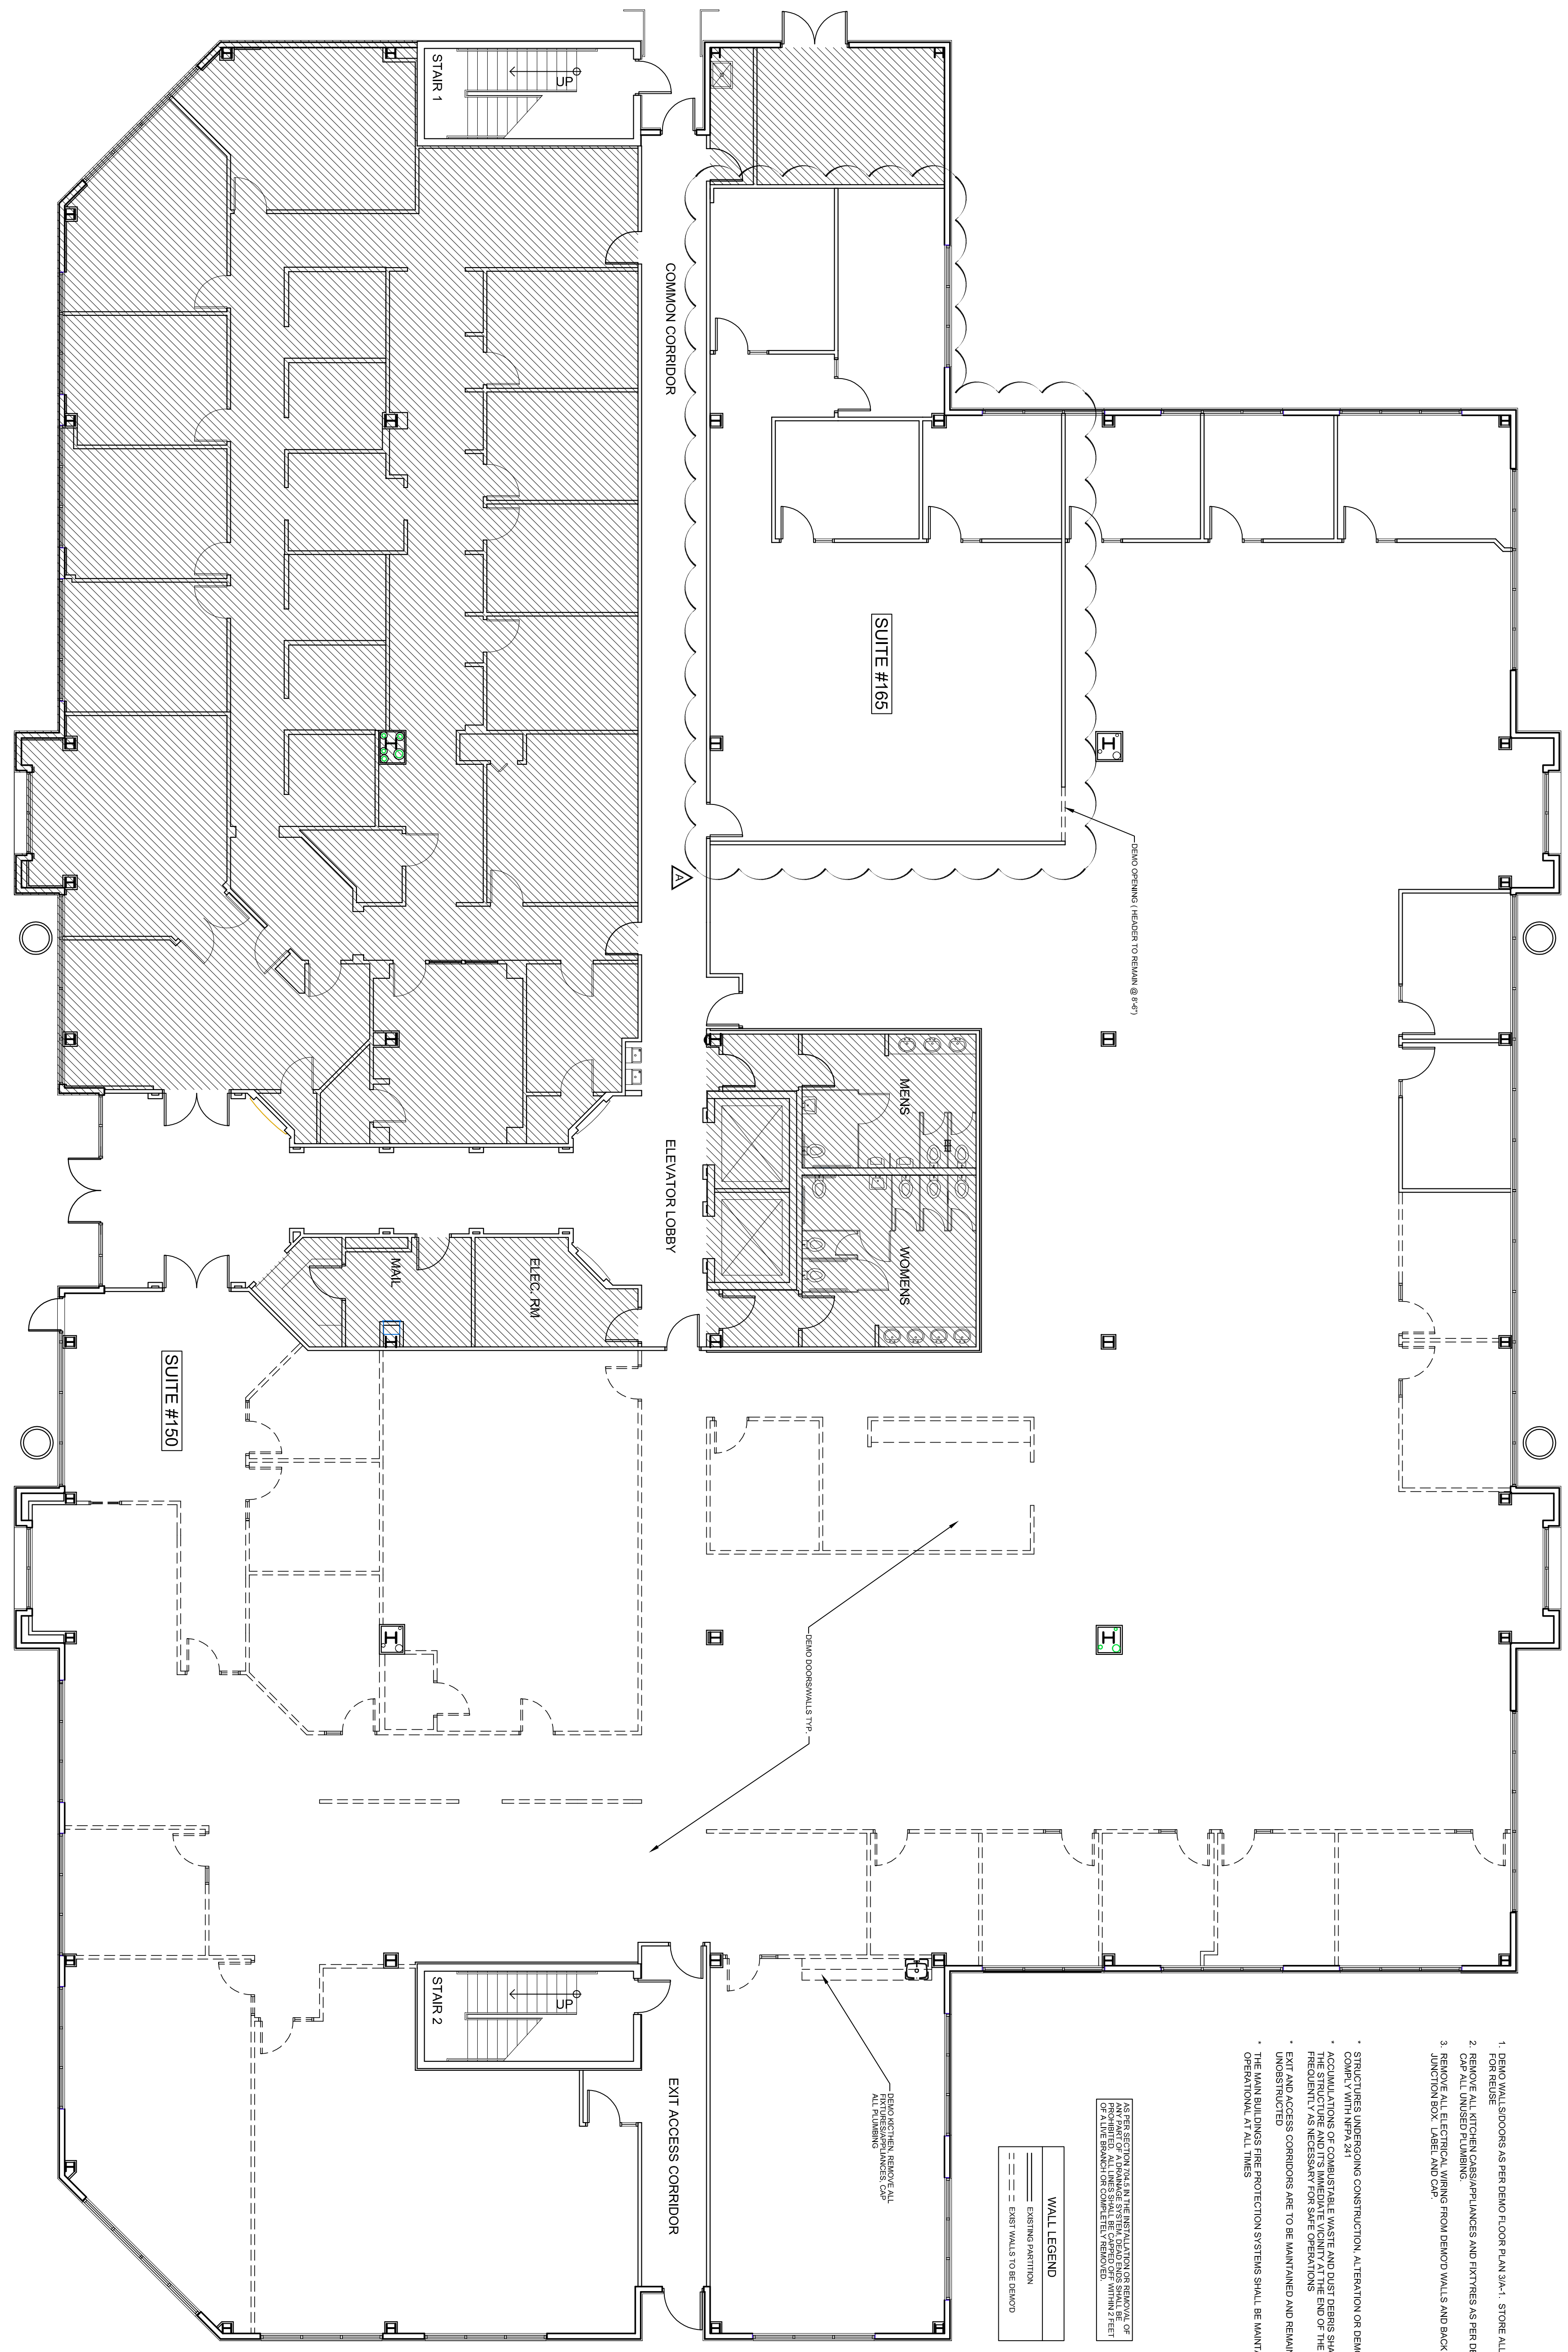 STAIR 1
UP
COMMON CORRIDOR
SUITE #165
DEMO OPENING ( HEADER TO REMAIN @ 8'-6")
A
MENS
WOMENS
ELEVATOR LOBBY
MAIL
ELEC. RM
SUITE #150
DEMO DOORS/WALLS TYP.
STAIR 2
UP
EXIT ACCESS CORRIDOR
DEMO KICTHEN, REMOVE ALL
FIXTURES/APPLIANCES, CAP
ALL PLUMBING
1. DEMO WALLS/DOORS AS PER DEMO FLOOR PLAN 3/A-1. STORE ALL
FOR REUSE
2. REMOVE ALL KITCHEN CABS/APPLIANCES AND FIXTYRES AS PER
CAP ALL UNUSED PLUMBING.
3. REMOVE ALL ELECTRICAL WIRING FROM DEMO'D WALLS AND BACK
JUNCTION BOX. LABEL AND CAP.
* STRUCTURES UNDERGOING CONSTRUCTION, ALTERATION OR
COMPLY WITH NFPA 241
* ACCUMULATIONS OF COMBUSTABLE WASTE AND DUST DEBRIS
THE STRUCTURE AND IT'S IMMEDIATE VICINITY AT THE END OF THE
FREQUENTLY AS NECESSARY FOR SAFE OPERATIONS
* EXIT AND ACCESS CORRIDORS ARE TO BE MAINTAINED AND
UNOBSTRUCTED
* THE MAIN BUILDINGS FIRE PROTECTION SYSTEMS SHALL BE
OPERATIONAL AT ALL TIMES
AS PER SECTION 704.5 IN THE INSTALLATION OR REMOVAL OF
ANY PART OF A DRAINAGE SYSTEM, DEAD ENDS SHALL BE
PROHIBITED. ALL LINES SHALL BE CAPPED OFF WITHIN 2 FEET
OF A LIVE BRANCH OR COMPLETELY REMOVED.
WALL LEGEND
EXISTING PARTITION
EXIST WALLS TO BE DEMO'D